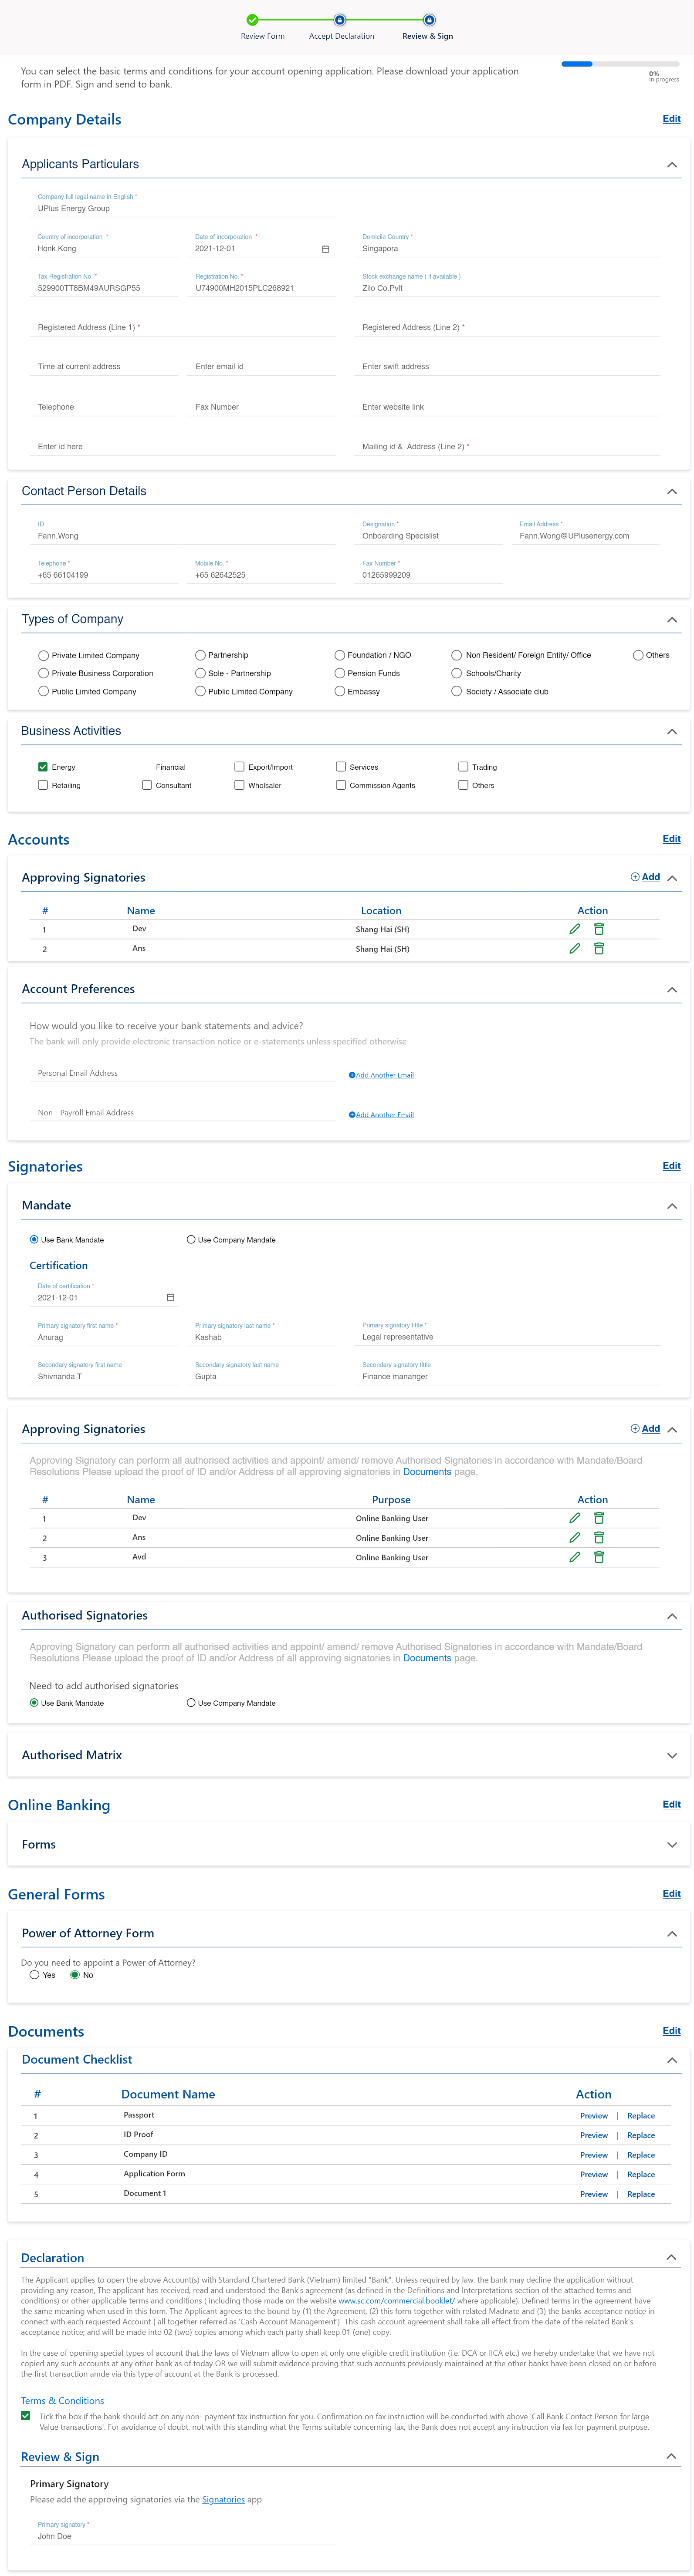 Review Form Accept Declaration Review & Sign
You can select the basic terms and conditions for your account opening application. Please download your application
form in PDF. Sign and send to bank.
0%
In progress
Company Details Edit
Applicants Particulars
Company full legal name in English *
UPlus Energy Group
Country of incorporation * Date of incorporation * Domicile Country *
Honk Kong 2021-12-01 Singapora
Tax Registration No. * Registration No. * Stock exchange name ( if available )
529900TT8BM49AURSGP55 U74900MH2015PLC268921 Zilo Co.Pvlt
Registered Address (Line 1) * Registered Address (Line 2) *
Time at current address Enter email id Enter swift address
Telephone Fax Number Enter website link
Enter id here Mailing id & Address (Line 2) *
Contact Person Details
ID Designation * Email Address *
Fann.Wong Onboarding Specislist Fann.Wong@UPlusenergy.com
Telephone * Mobile No. * Fax Number *
+65 66104199 +65 62642525 01265999209
Types of Company
Private Limited Company Partnership Foundation / NGO Non Resident/ Foreign Entity/ Office Others
Private Business Corporation Sole - Partnership Pension Funds Schools/Charity
Public Limited Company Public Limited Company Embassy Society / Associate club
Business Activities
Energy Financial Export/Import Services Trading
Retailing Consultant Wholsaler Commission Agents Others
Accounts Edit
Approving Signatories Add
# Name Location Action
1 Dev Shang Hai (SH)
2 Ans Shang Hai (SH)
Account Preferences
How would you like to receive your bank statements and advice?
The bank will only provide electronic transaction notice or e-statements unless specified otherwise
Personal Email Address Add Another Email
Non - Payroll Email Address Add Another Email
Signatories Edit
Mandate
Use Bank Mandate Use Company Mandate
Certification
Date of certification *
2021-12-01
Primary signatory first name * Primary signatory last name * Primary signatory tittle *
Anurag Kashab Legal representative
Secondary signatory first name Secondary signatory last name Secondary signatory title
Shivnanda T Gupta Finance mananger
Approving Signatories Add
Approving Signatory can perform all authorised activities and appoint/ amend/ remove Authorised Signatories in accordance with Mandate/Board
Resolutions Please upload the proof of ID and/or Address of all approving signatories in Documents page.
# Name Purpose Action
1 Dev Online Banking User
2 Ans Online Banking User
3 Avd Online Banking User
Authorised Signatories
Approving Signatory can perform all authorised activities and appoint/ amend/ remove Authorised Signatories in accordance with Mandate/Board
Resolutions Please upload the proof of ID and/or Address of all approving signatories in Documents page.
Need to add authorised signatories
Use Bank Mandate Use Company Mandate
Authorised Matrix
Online Banking Edit
Forms
General Forms Edit
Power of Attorney Form
Do you need to appoint a Power of Attorney?
Yes No
Documents Edit
Document Checklist
# Document Name Action
1 Passport Preview | Replace
2 ID Proof Preview | Replace
3 Company ID Preview | Replace
4 Application Form Preview | Replace
5 Document 1 Preview | Replace
Declaration
The Applicant applies to open the above Account(s) with Standard Chartered Bank (Vietnam) limited "Bank". Unless required by law, the bank may decline the application without
providing any reason, The applicant has received, read and understood the Bank's agreement (as defined in the Definitions and Interpretations section of the attached terms and
conditions) or other applicable terms and conditions ( including those made on the website www.sc.com/commercial.booklet/ where applicable). Defined terms in the agreement have
the same meaning when used in this form. The Applicant agrees to the bound by (1) the Agreement, (2) this form together with related Madnate and (3) the banks acceptance notice in
connect with each requested Account ( all together referred as 'Cash Account Management') This cash account agreement shall take all effect from the date of the related Bank's
acceptance notice; and will be made into 02 (two) copies among which each party shall keep 01 (one) copy.
In the case of opening special types of account that the laws of Vietnam allow to open at only one eligible credit institution (i.e. DCA or IICA etc.) we hereby undertake that we have not
copied any such accounts at any other bank as of today OR we will submit evidence proving that such accounts previously maintained at the other banks have been closed on or before
the first transaction amde via this type of account at the Bank is processed.
Terms & Conditions
Tick the box if the bank should act on any non- payment tax instruction for you. Confirmation on fax instruction will be conducted with above 'Call Bank Contact Person for large
Value transactions'. For avoidance of doubt, not with this standing what the Terms suitable concerning fax, the Bank does not accept any instruction via fax for payment purpose.
Review & Sign
Primary Signatory
Please add the approving signatories via the Signatories app
Primary signatory *
John Doe